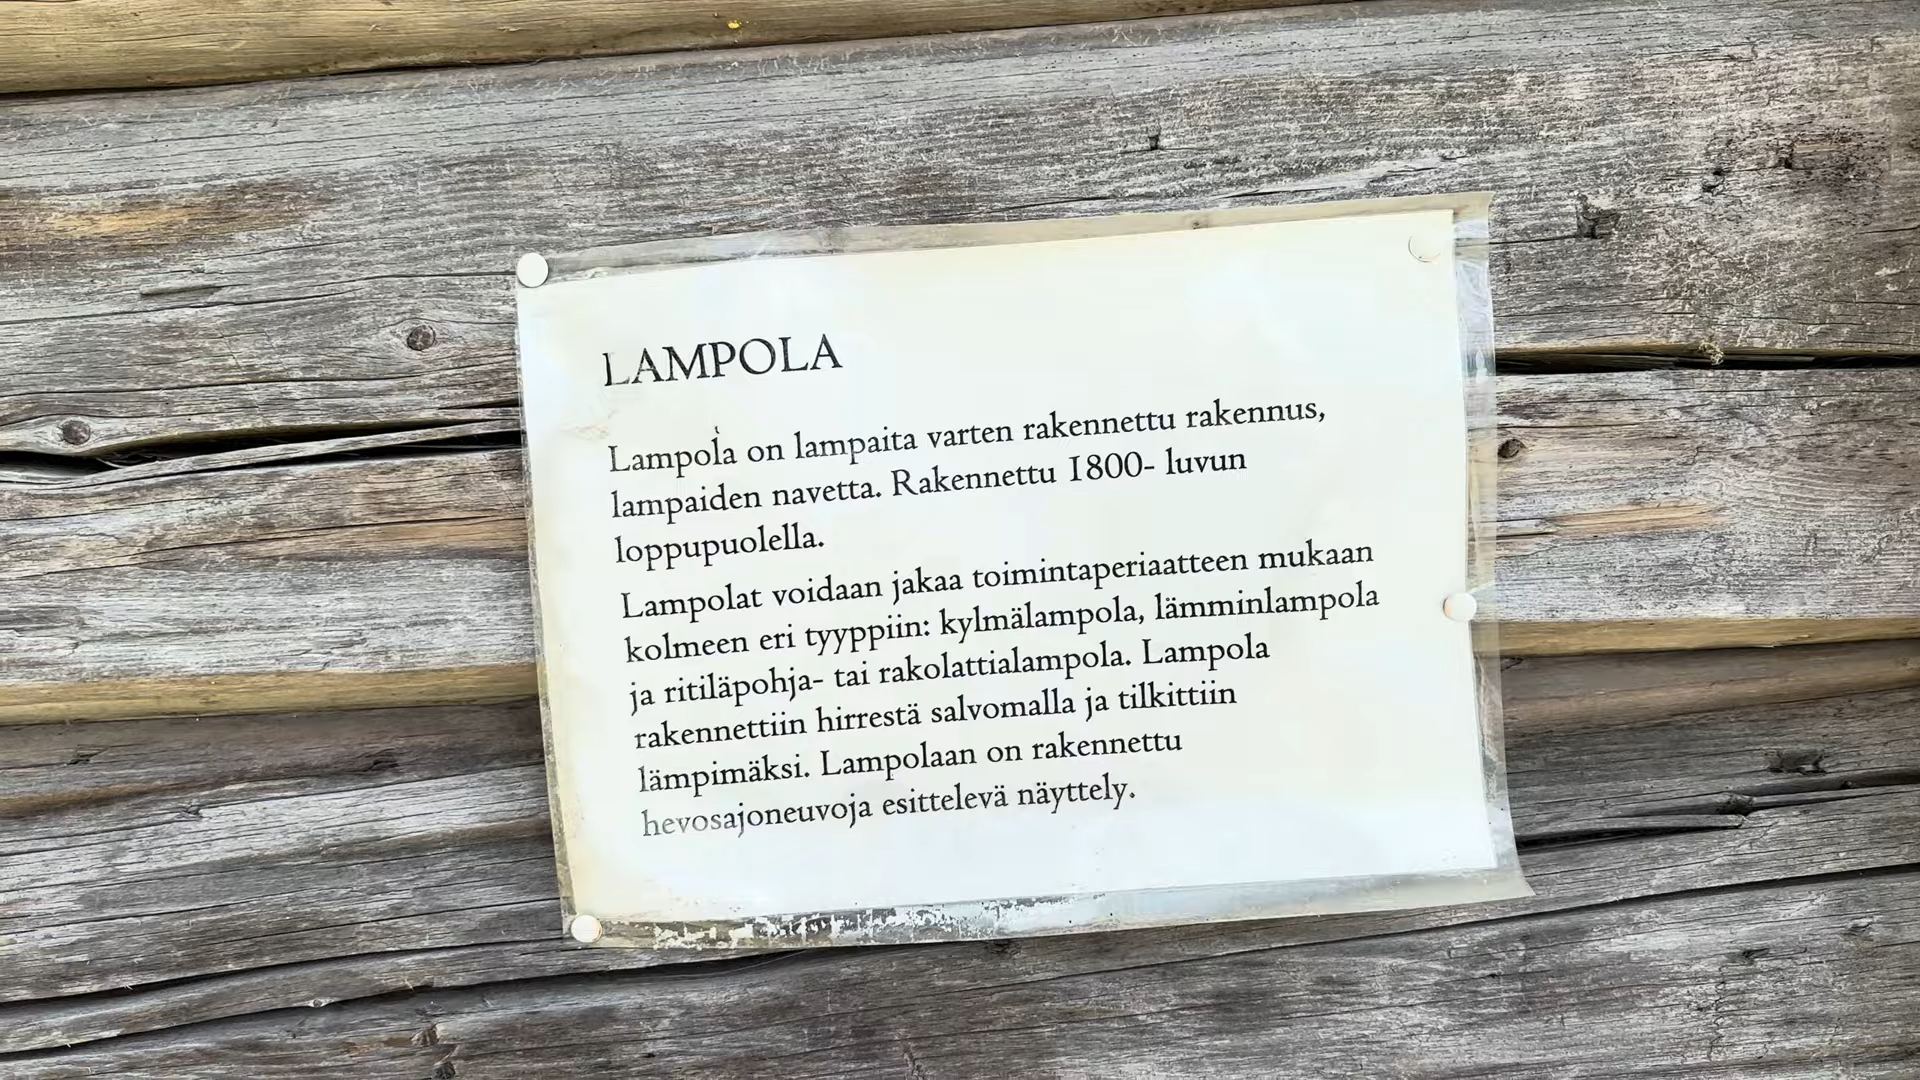 LAMPOLA
Lampola on lampaita varten rakennettu rakennus,
lampaiden navetta. Rakennettu 1800- luvun
loppupuolella.
Lampolat voidaan jakaa toimintaperiaatteen mukaan
kolmeen eri tyyppiin: kylmälampola, lämminlampola
ja ritiläpohja- tai rakolattialampola. Lampola
rakennettiin hirrestä salvomalla ja tilkittiin
lämpimäksi. Lampolaan on rakennettu
hevosajoneuvoja esittelevä näyttely.